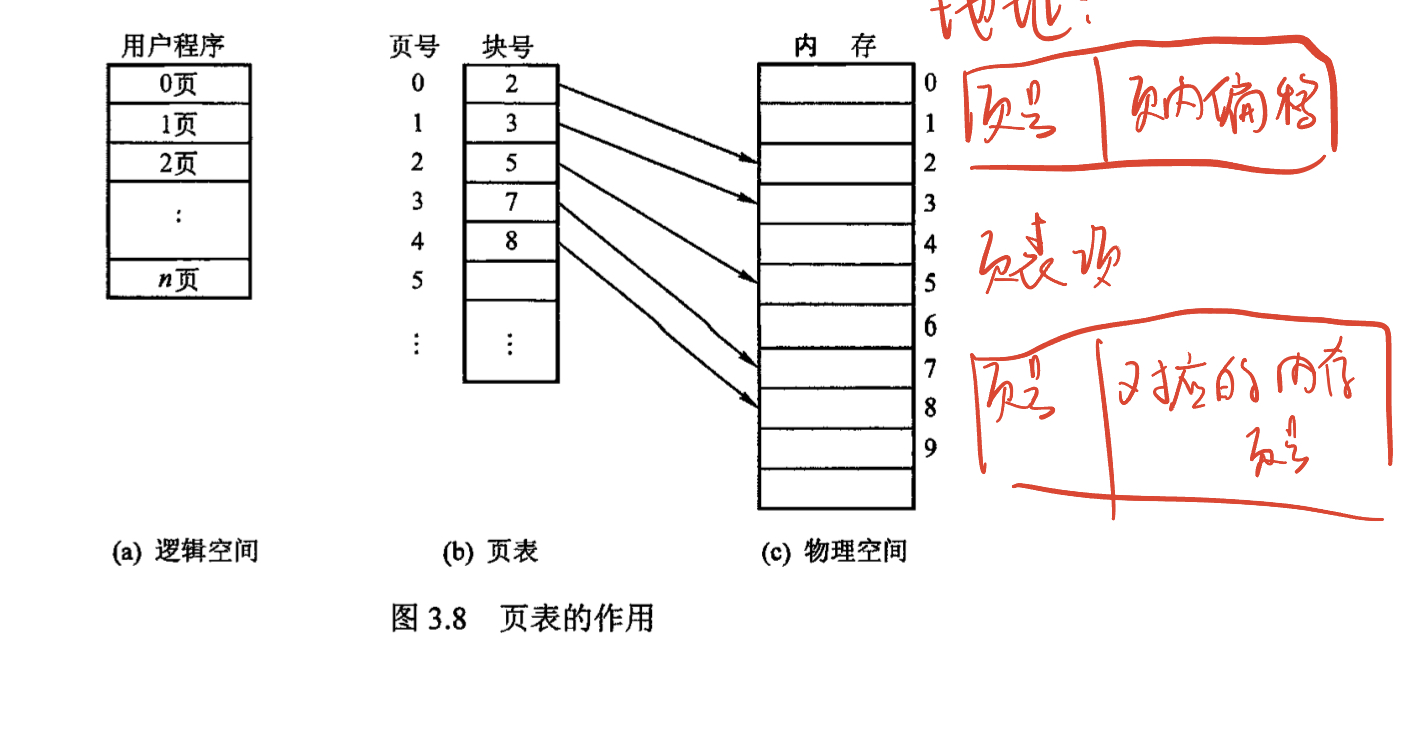 地址:
用户程序
0页
1页
2页
:
n页
页号 块号
0 2
1 3
2 5
3 7
4 8
5
⋮ ⋮
内 存
0
1
2
3
4
5
6
7
8
9
页号 页内偏移
页表项
页号 对应的内存
页号
(a) 逻辑空间
(b) 页表
(c) 物理空间
图 3.8 页表的作用